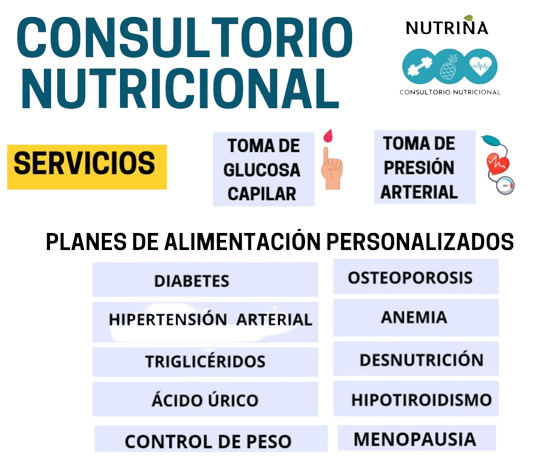 CONSULTORIO
NUTRICIONAL
NUTRIÑA
CONSULTORIO NUTRICIONAL
SERVICIOS
TOMA DE
GLUCOSA
CAPILAR
TOMA DE
PRESIÓN
ARTERIAL
PLANES DE ALIMENTACIÓN PERSONALIZADOS
DIABETES
HIPERTENSIÓN ARTERIAL
TRIGLICÉRIDOS
ÁCIDO ÚRICO
CONTROL DE PESO
OSTEOPOROSIS
ANEMIA
DESNUTRICIÓN
HIPOTIROIDISMO
MENOPAUSIA